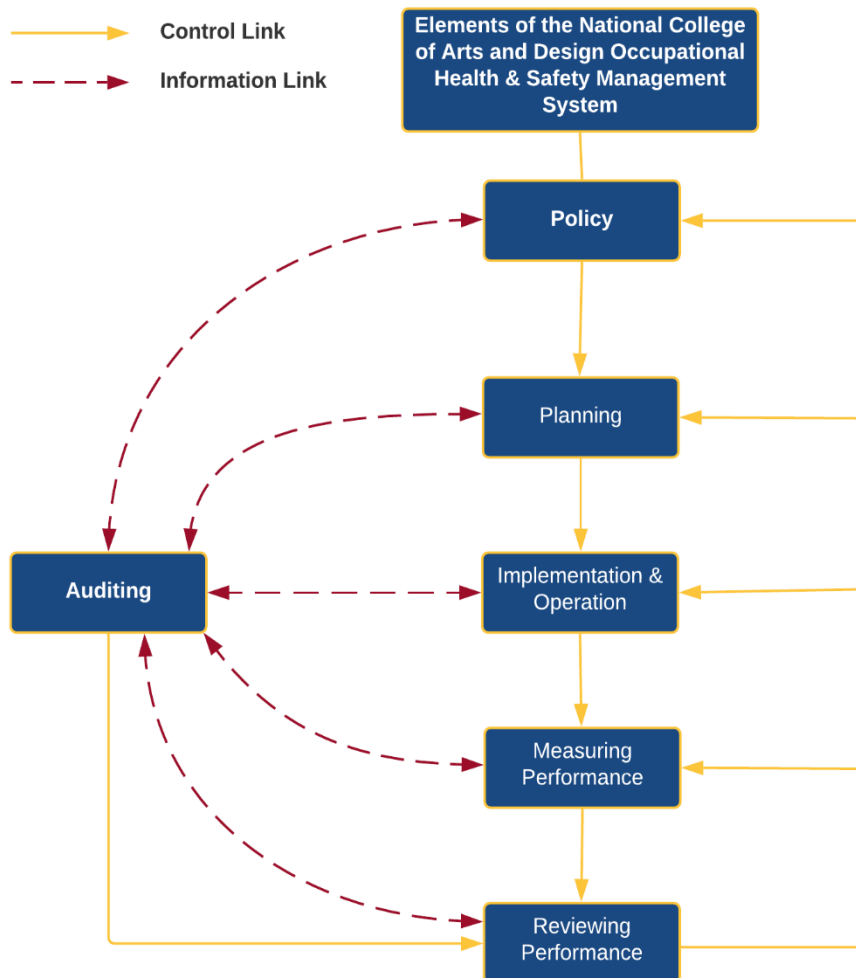 Control Link
Information Link
Elements of the National College
of Arts and Design Occupational
Health & Safety Management
System
Policy
Planning
Auditing
Implementation &
Operation
Measuring
Performance
Reviewing
Performance